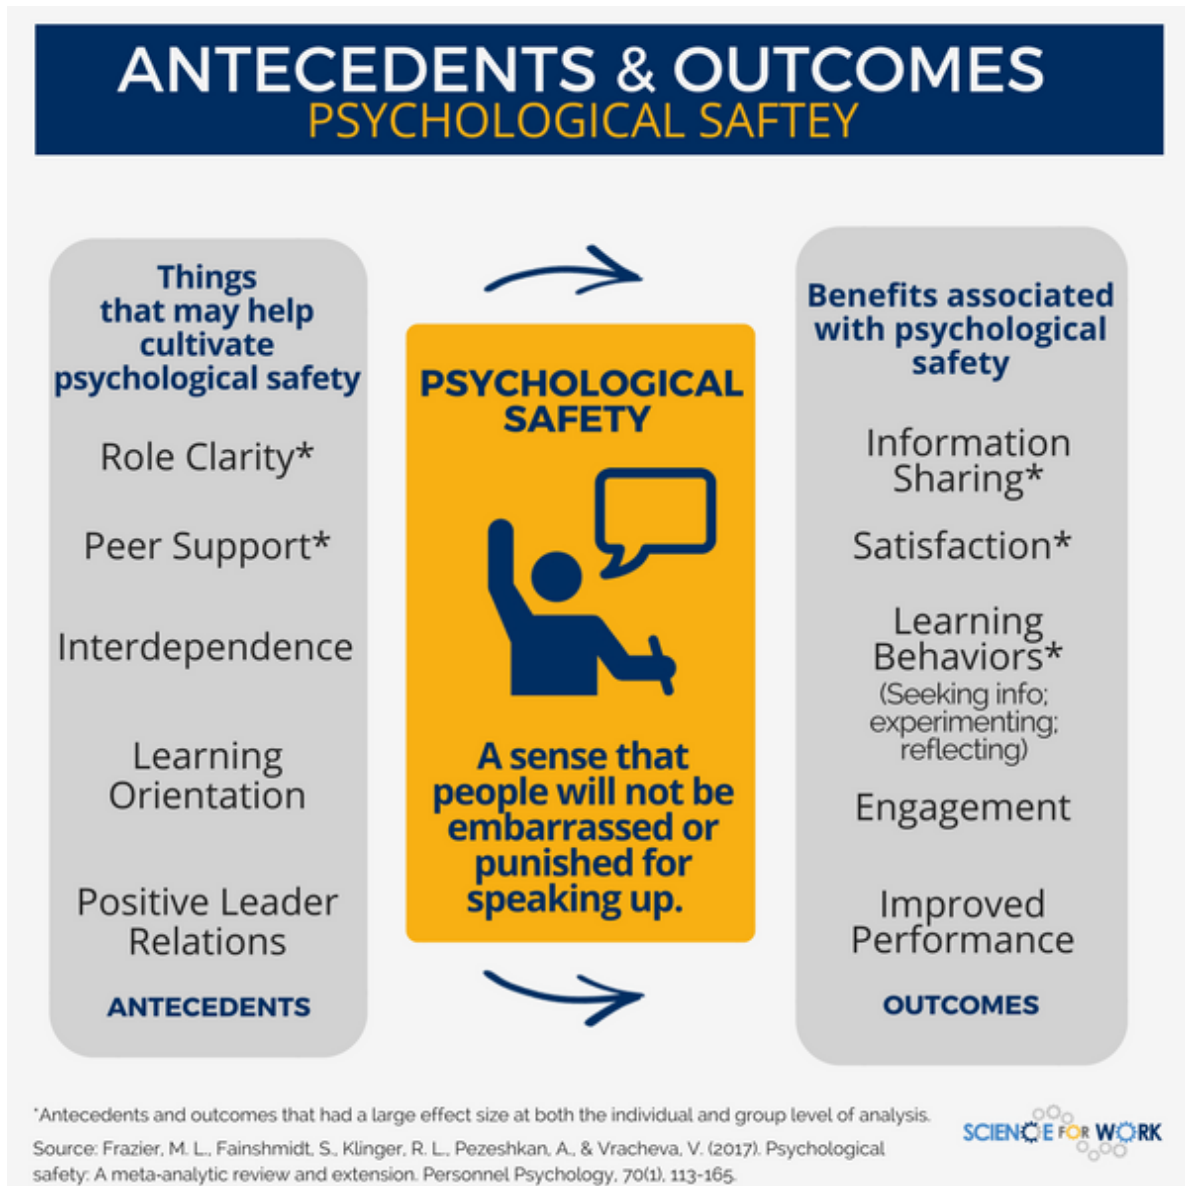 ANTECEDENTS & OUTCOMES
PSYCHOLOGICAL SAFTEY
Things
that may help
cultivate
psychological safety
Role Clarity*
Peer Support*
Interdependence
Learning
Orientation
Positive Leader
Relations
ANTECEDENTS
PSYCHOLOGICAL
SAFETY
A sense that
people will not be
embarrassed or
punished for
speaking up.
Benefits associated
with psychological
safety
Information
Sharing*
Satisfaction*
Learning
Behaviors*
(Seeking info;
experimenting;
reflecting)
Engagement
Improved
Performance
OUTCOMES
*Antecedents and outcomes that had a large effect size at both the individual and group level of analysis.
Source: Frazier, M. L., Fainshmidt, S., Klinger, R. L., Pezeshkan, A., & Vracheva, V. (2017). Psychological
safety: A meta-analytic review and extension. Personnel Psychology, 70(1), 113-165.
SCIENCE FOR WORK